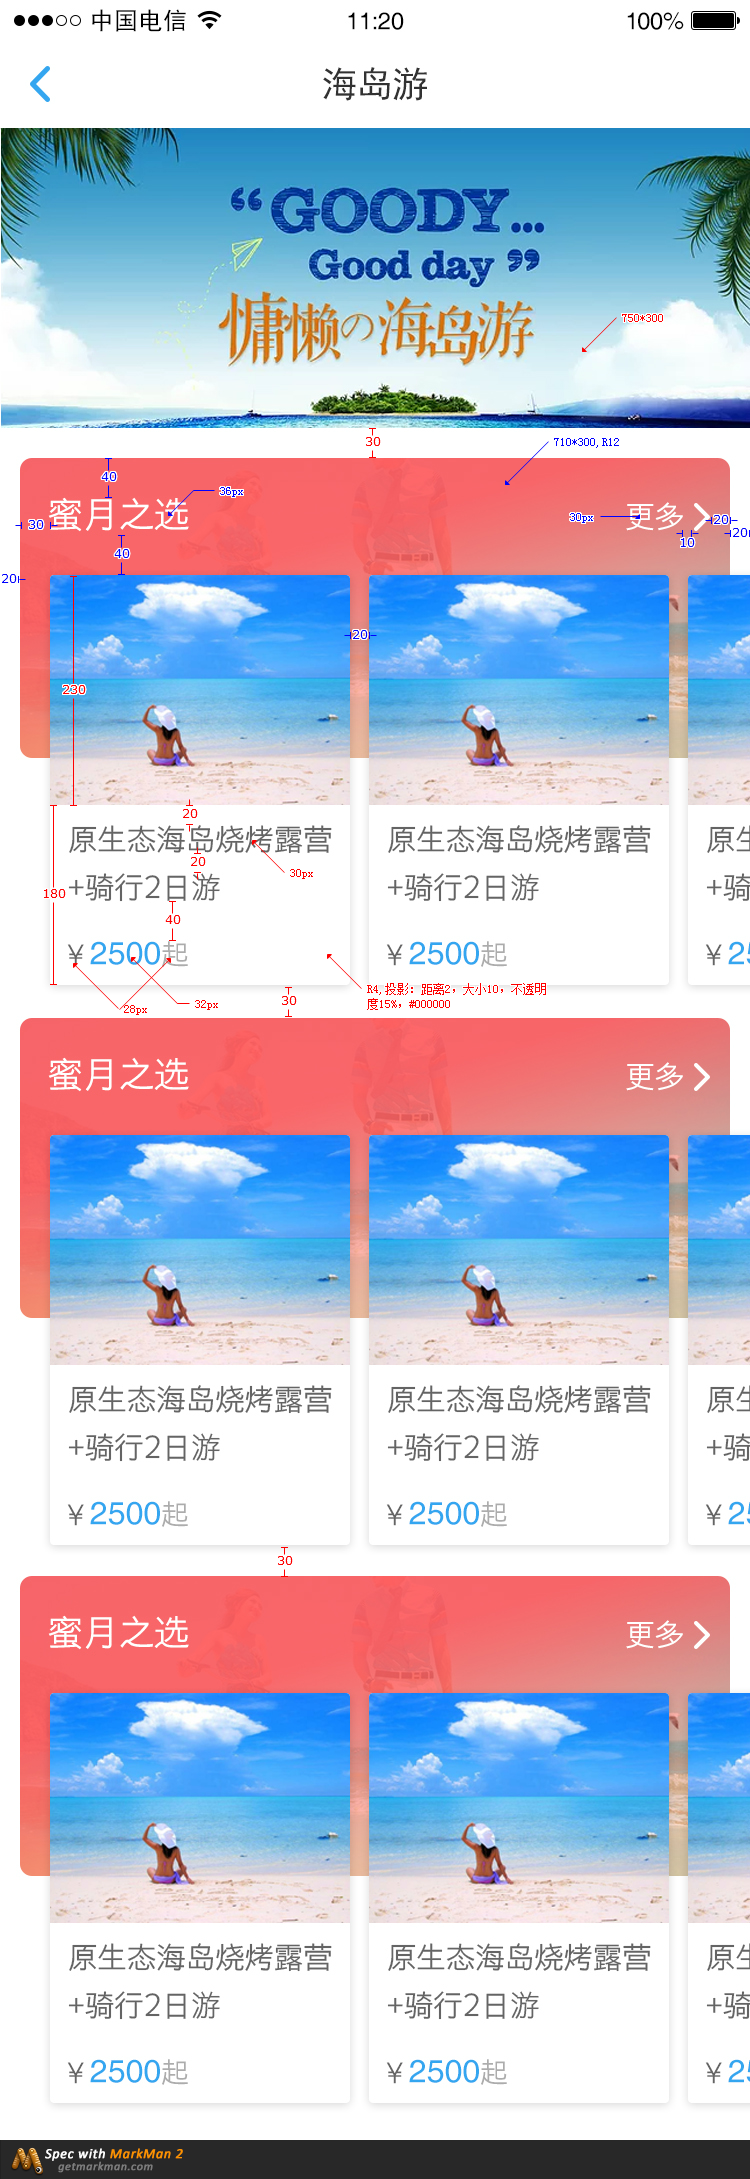 中国电信 11:20 100%
海岛游
“GOODY...
Good day”
慵懒の海岛游
750*300
30
710*300, R12
40
蜜月之选
36px
30px
更多
30
20
20
10
40
20
20
230
20
原生态海岛烧烤露营
原生态海岛烧烤露营
原生
20
30px
+骑行2日游
+骑行2日游
+骑
180
40
¥2500起
¥2500起
¥25
R4,投影：距离2，大小10，不透明
度15%，#000000
28px
32px
30
蜜月之选
更多
原生态海岛烧烤露营
原生态海岛烧烤露营
原生
+骑行2日游
+骑行2日游
+骑
¥2500起
¥2500起
¥25
30
蜜月之选
更多
原生态海岛烧烤露营
原生态海岛烧烤露营
原生
+骑行2日游
+骑行2日游
+骑
¥2500起
¥2500起
¥25
Spec with MarkMan 2
getmarkman.com